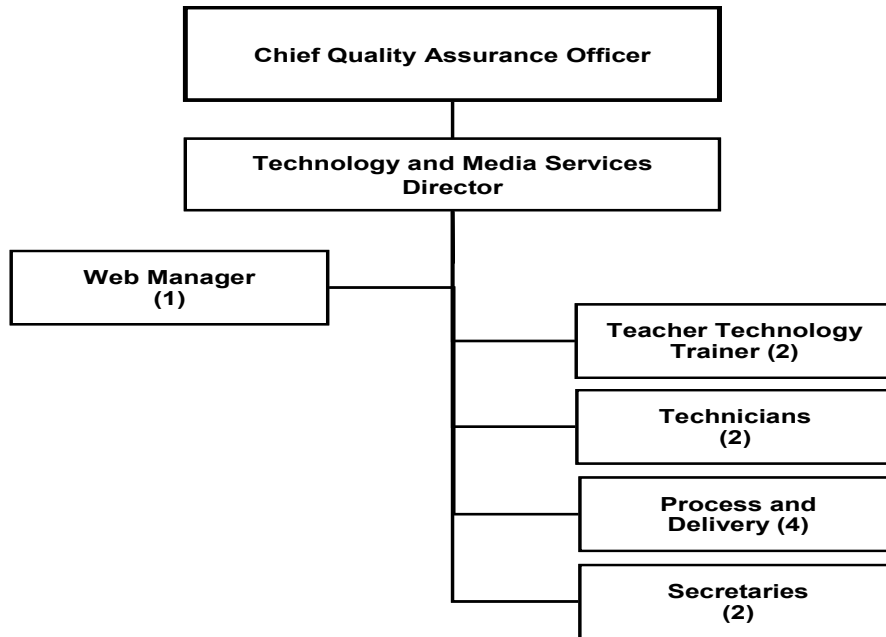 Chief Quality Assurance Officer
Technology and Media Services
Director
Web Manager
(1)
Teacher Technology
Trainer (2)
Technicians
(2)
Process and
Delivery (4)
Secretaries
(2)